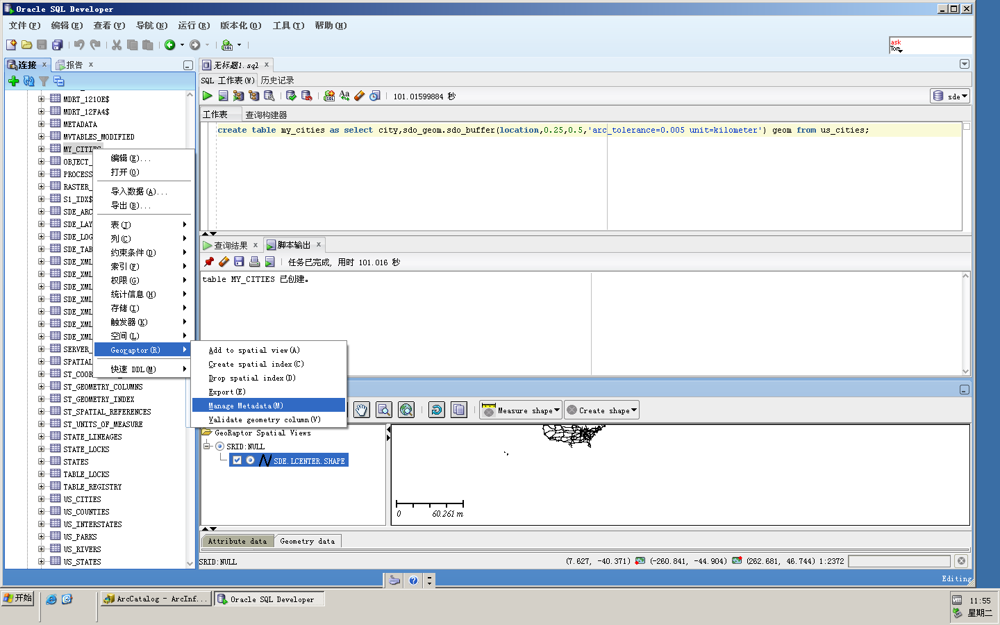 Oracle SQL Developer
文件(F) 编辑(E) 查看(V) 导航(N) 运行(R) 版本化(O) 工具(T) 帮助(H)
ask
Tom
连接 x 报告 x
无标题1.sql x
SQL 工作表(W) 历史记录
101.01599884 秒
sde
工作表 查询构建器
create table my_cities as select city,sdo_geom.sdo_buffer(location,0.25,0.5,'arc_tolerance=0.005 unit=kilometer') geom from us_cities;
MDRT_1210E$
MDRT_12FA4$
METADATA
MVTABLES_MODIFIED
MY_CITIES
OBJECT_
PROCESS
RASTER_
S1_IDX$
SDE_ARC
SDE_LAY
SDE_LOG
SDE_TAB
SDE_XML
SDE_XML
SDE_XML
SDE_XML
SDE_XML
SDE_XML
SDE_XML
SERVER_
SPATIAL
ST_COOR
ST_GEOMETRY_COLUMNS
ST_GEOMETRY_INDEX
ST_SPATIAL_REFERENCES
ST_UNITS_OF_MEASURE
STATE_LINEAGES
STATE_LOCKS
STATES
TABLE_LOCKS
TABLE_REGISTRY
US_CITIES
US_COUNTIES
US_INTERSTATES
US_PARKS
US_RIVERS
US_STATES
编辑(E)...
打开(O)
导入数据(A)...
导出(B)...
表(T)
列(C)
约束条件(D)
索引(F)
权限(G)
统计信息(H)
存储(I)
触发器(K)
空间(L)
Georaptor(R)
快速 DDL(M)
Add to spatial view(A)
Create spatial index(C)
Drop spatial index(D)
Export(E)
Manage Metadata(M)
Validate geometry column(V)
查询结果 x 脚本输出 x
任务已完成, 用时 101.016 秒
table MY_CITIES 已创建。
Measure shape Create shape
GeoRaptor Spatial Views
SRID:NULL
SDE.LCENTER.SHAPE
0 60.261 m
Attribute data Geometry data
SRID:NULL (7.627, -40.371) (-260.841, -44.904) (262.681, 46.744) 1:2372
Editing
开始 ArcCatalog - ArcInf... Oracle SQL Developer
11:55
星期二